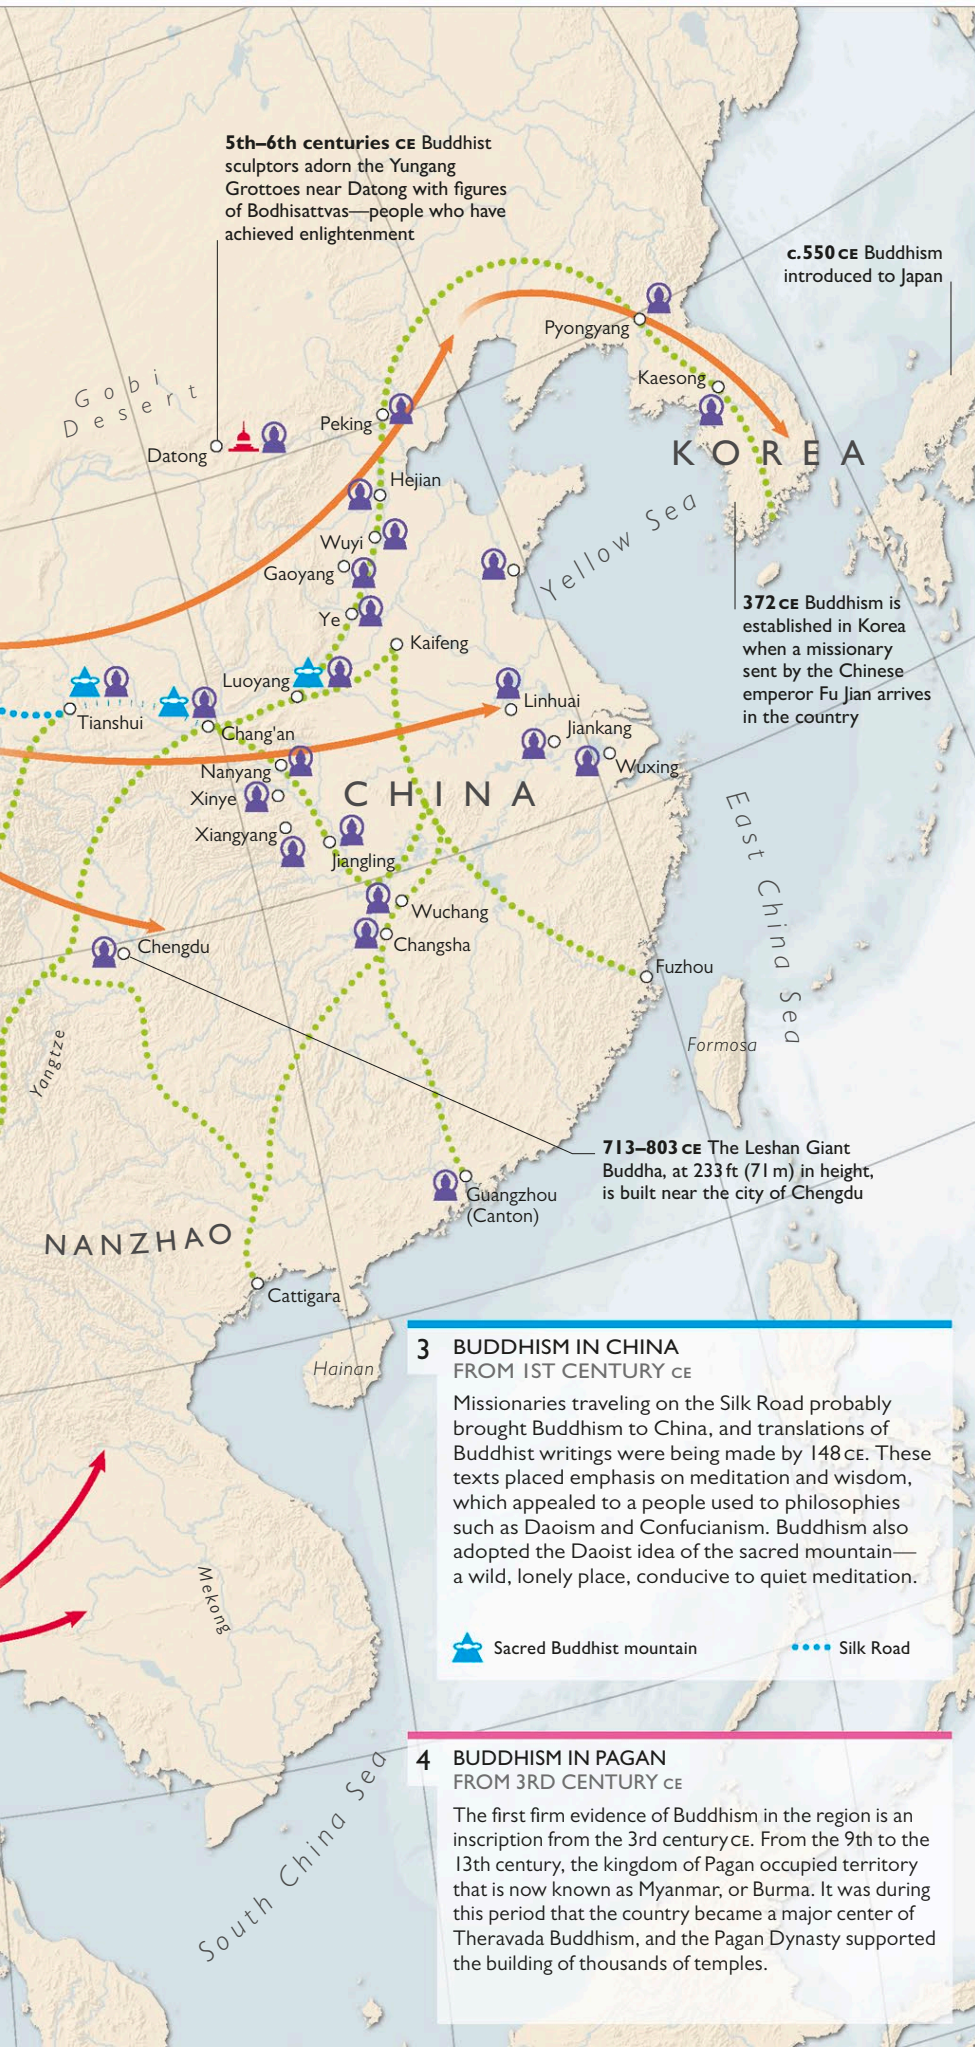 5th–6th centuries CE Buddhist
sculptors adorn the Yungang
Grottoes near Datong with figures
of Bodhisattvas—people who have
achieved enlightenment
c.550 CE Buddhism
introduced to Japan
Pyongyang
Kaesong
Gobi
Desert
Peking
Datong
KOREA
Hejian
Yellow Sea
Wuyi
Gaoyang
Ye
372 CE Buddhism is
established in Korea
when a missionary
sent by the Chinese
emperor Fu Jian arrives
in the country
Kaifeng
Luoyang
Tianshui
Linhuai
Chang'an
Jiankang
Nanyang
Wuxing
Xinye
CHINA
Xiangyang
Jiangling
East China Sea
Wuchang
Changsha
Chengdu
Fuzhou
Yangtze
Formosa
713–803 CE The Leshan Giant
Buddha, at 233 ft (71 m) in height,
is built near the city of Chengdu
Guangzhou
(Canton)
NANZHAO
Cattigara
Hainan
3 BUDDHISM IN CHINA
FROM 1ST CENTURY CE
Missionaries traveling on the Silk Road probably
brought Buddhism to China, and translations of
Buddhist writings were being made by 148 CE. These
texts placed emphasis on meditation and wisdom,
which appealed to a people used to philosophies
such as Daoism and Confucianism. Buddhism also
adopted the Daoist idea of the sacred mountain—
a wild, lonely place, conducive to quiet meditation.
Mekong
Sacred Buddhist mountain
Silk Road
4 BUDDHISM IN PAGAN
FROM 3RD CENTURY CE
The first firm evidence of Buddhism in the region is an
inscription from the 3rd century CE. From the 9th to the
13th century, the kingdom of Pagan occupied territory
that is now known as Myanmar, or Burma. It was during
this period that the country became a major center of
Theravada Buddhism, and the Pagan Dynasty supported
the building of thousands of temples.
South China Sea